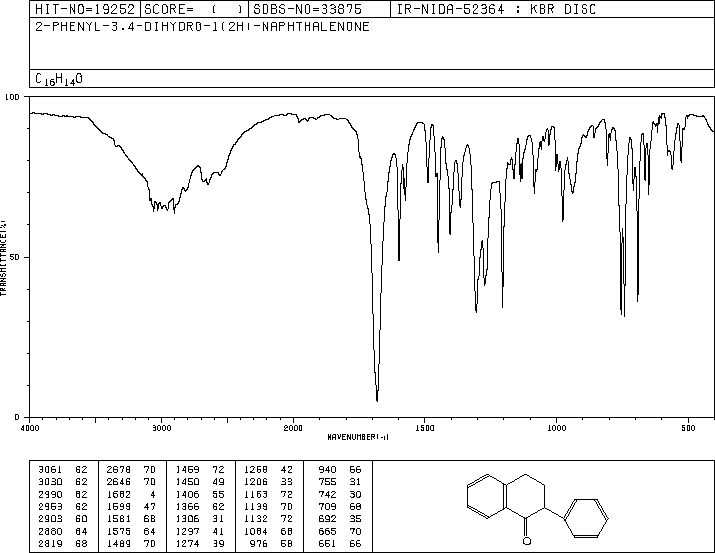 HIT-NO=19252 SCORE= ( ) SDBS-NO=33875 IR-NIDA-52364 : KBR DISC
2-PHENYL-3,4-DIHYDRO-1(2H)-NAPHTHALENONE
C16H14O
100
50
0
TRANSMITTANCE(%)
4000 3000 2000 1500 1000 500
WAVENUMBER(-1)
3061 62 2678 70 1469 72 1268 42 940 66
3030 62 2646 70 1450 49 1206 33 755 31
2990 62 1682 4 1406 55 1163 72 742 30
2953 62 1599 47 1366 62 1139 70 709 68
2903 60 1581 68 1306 31 1132 72 692 35
2860 64 1575 64 1297 41 1084 68 665 70
2819 68 1489 70 1274 39 976 58 651 66
O